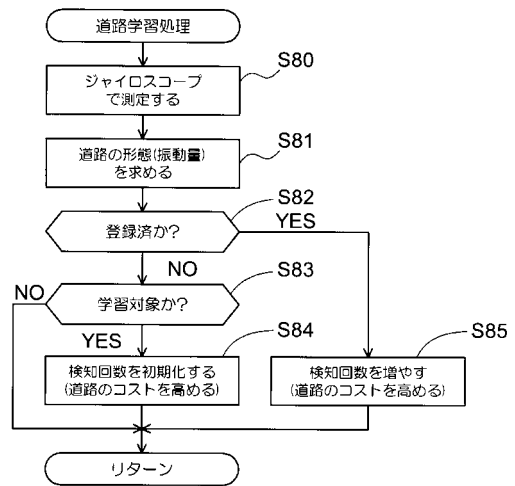 道路学習処理
S80
ジャイロスコープ
で測定する
S81
道路の形態(振動量)
を求める
S82
登録済か?
YES
NO
S83
学習対象か?
NO
YES
S84
検知回数を初期化する
(道路のコストを高める)
S85
検知回数を増やす
(道路のコストを高める)
リターン